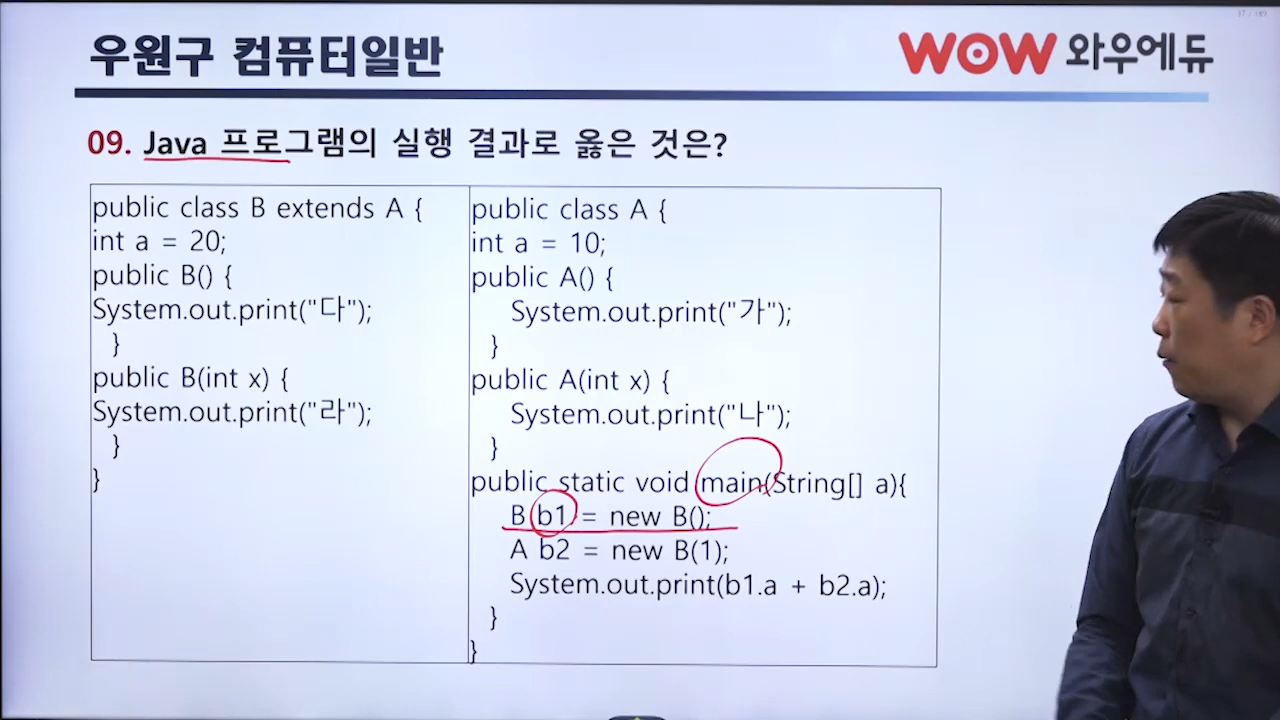 우원구 컴퓨터일반
WOW 와우에듀
09. Java 프로그램의 실행 결과로 옳은 것은?
public class B extends A {
int a = 20;
public B() {
System.out.print("다");
}
public B(int x) {
System.out.print("라");
}
}
public class A {
int a = 10;
public A() {
System.out.print("가");
}
public A(int x) {
System.out.print("나");
}
public static void main(String[] a){
B b1 = new B();
A b2 = new B(1);
System.out.print(b1.a + b2.a);
}
}